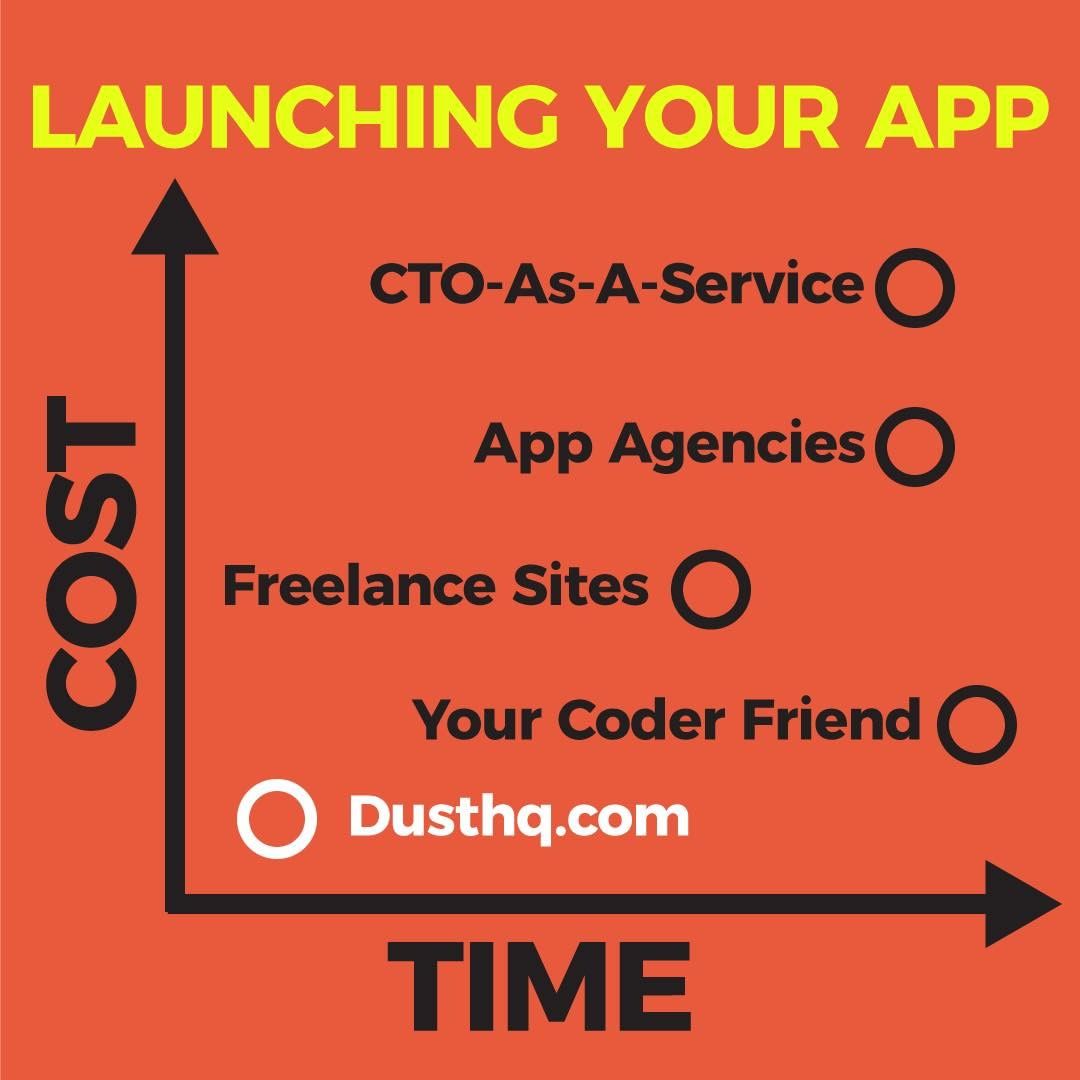 LAUNCHING YOUR APP
CTO-As-A-Service
App Agencies
COST
Freelance Sites
Your Coder Friend
Dusthq.com
TIME